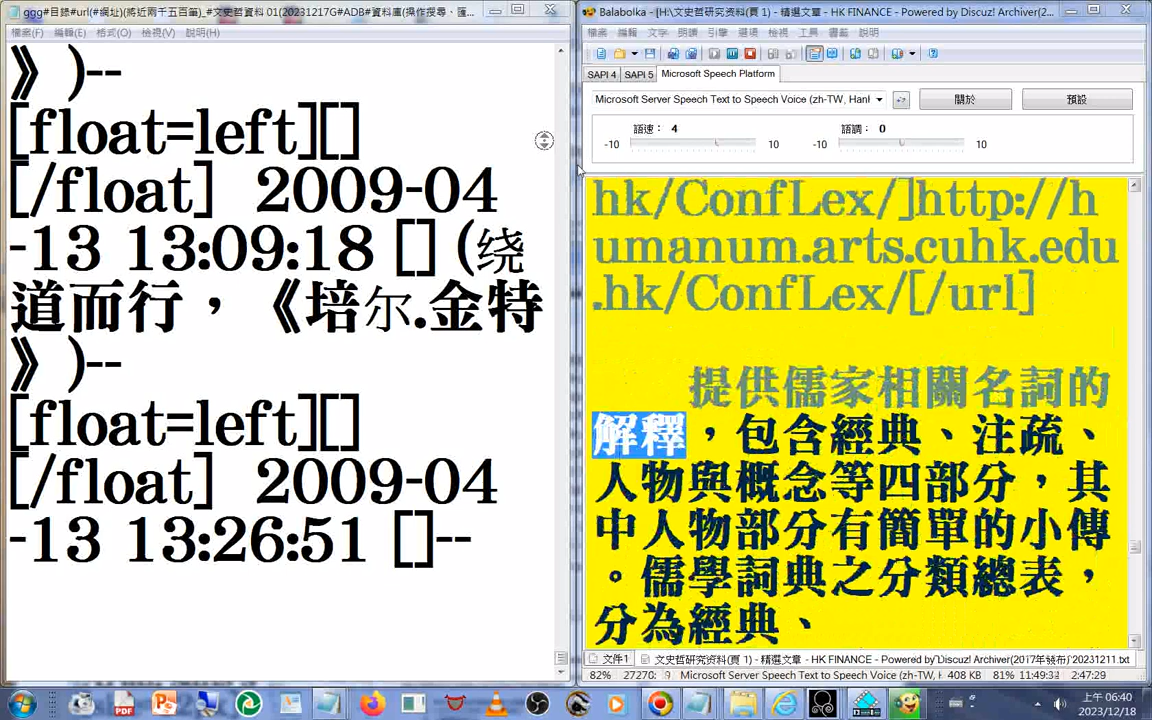 ggg#目錄#url(#網址)(將近兩千五百筆)_#文史哲資料 01(20231217G#ADB#資料庫(操作搜尋、匯...
檔案(F) 編輯(E) 格式(O) 檢視(V) 說明(H)
》 )--
[float=left][]
[/float] 2009-04
-13 13:09:18 [] (绕
道而行，《培尔.金特
》 )--
[float=left][]
[/float] 2009-04
-13 13:26:51 []--
Balabolka - [H:\文史哲研究资料(頁 1) - 精選文章 - HK FINANCE - Powered by Discuz! Archiver(2...
檔案 編輯 文字 朗讀 引擎 選項 檢視 工具 書籤 說明
SAPI 4 SAPI 5 Microsoft Speech Platform
Microsoft Server Speech Text to Speech Voice (zh-TW, Hanl
關於 預設
語速： 4 語調： 0
-10 10 -10 10
hk/ConfLex/]http://h
umanum.arts.cuhk.edu
.hk/ConfLex/[/url]
提供儒家相關名詞的
解釋，包含經典、注疏、
人物與概念等四部分，其
中人物部分有簡單的小傳
。儒學詞典之分類總表，
分為經典、
文件1 文史哲研究资料(頁 1) - 精選文章 - HK FINANCE - Powered by Discuz! Archiver(2017年發布)`20231211.txt
82% 27270: Microsoft Server Speech Text to Speech Voice (zh-TW, H 408 KB 81% 11:49:34 2:47:29
上午 06:40
2023/12/18